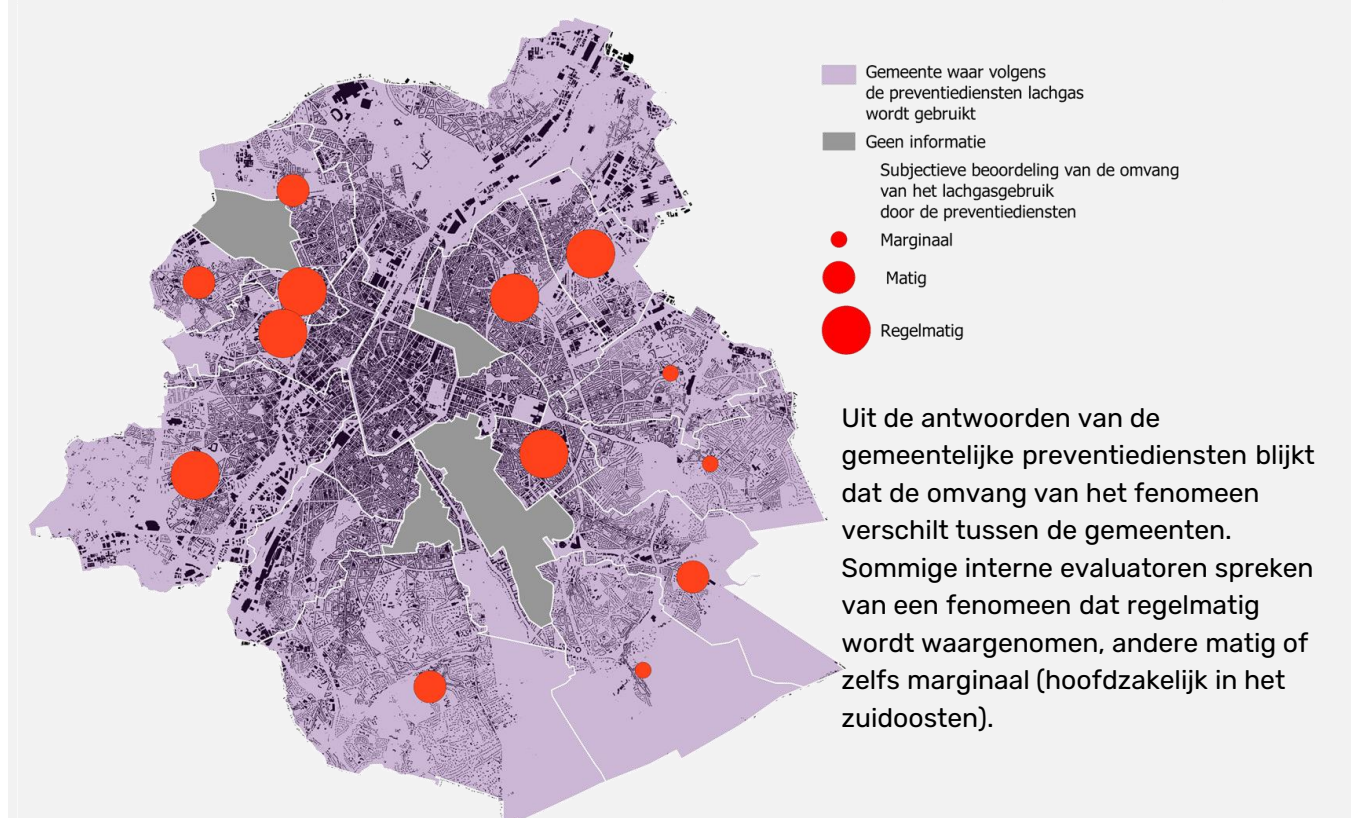 Gemeente waar volgens
de preventiediensten lachgas
wordt gebruikt
Geen informatie
Subjectieve beoordeling van de omvang
van het lachgasgebruik
door de preventiediensten
Marginaal
Matig
Regelmatig
Uit de antwoorden van de
gemeentelijke preventiediensten blijkt
dat de omvang van het fenomeen
verschilt tussen de gemeenten.
Sommige interne evaluatoren spreken
van een fenomeen dat regelmatig
wordt waargenomen, andere matig of
zelfs marginaal (hoofdzakelijk in het
zuidoosten).